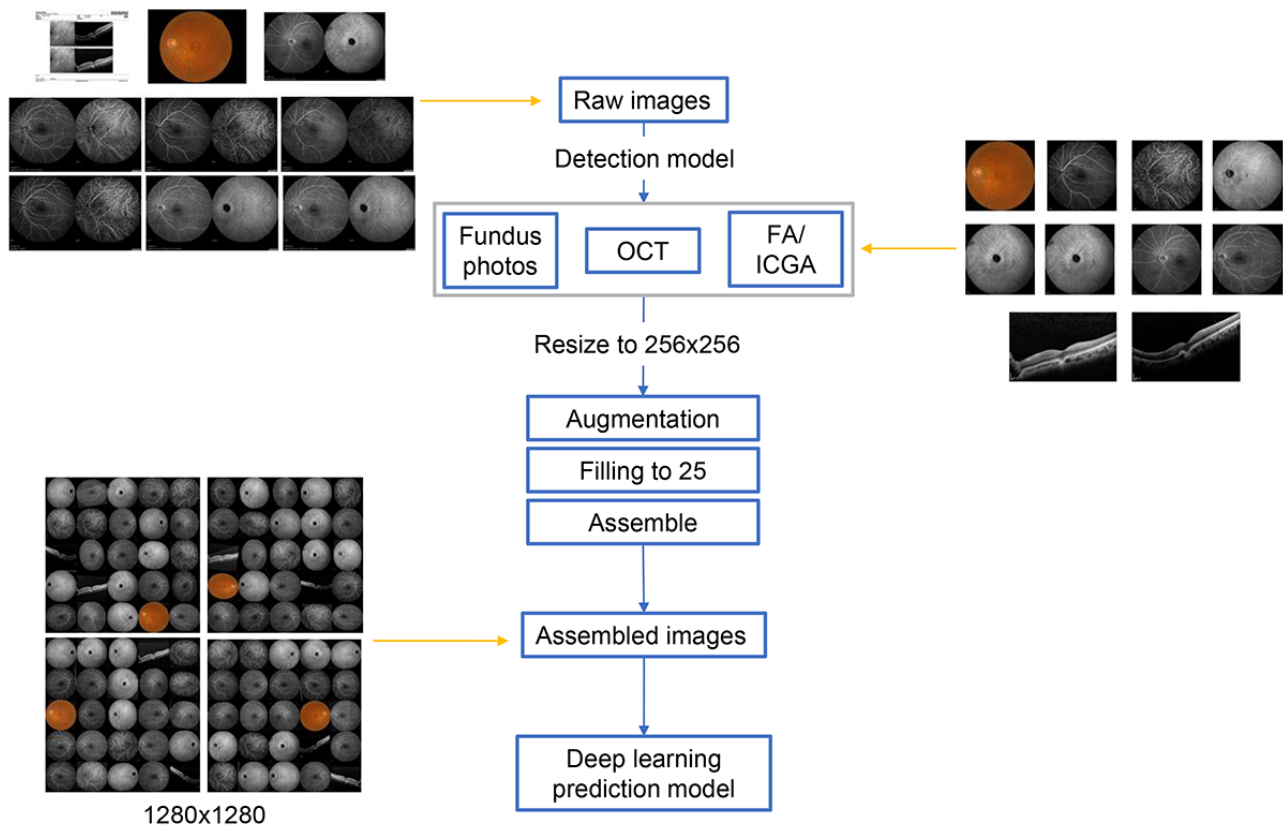 Raw images
Detection model
Fundus
photos
OCT
FA/
ICGA
Resize to 256x256
Augmentation
Filling to 25
Assemble
Assembled images
Deep learning
prediction model
1280x1280